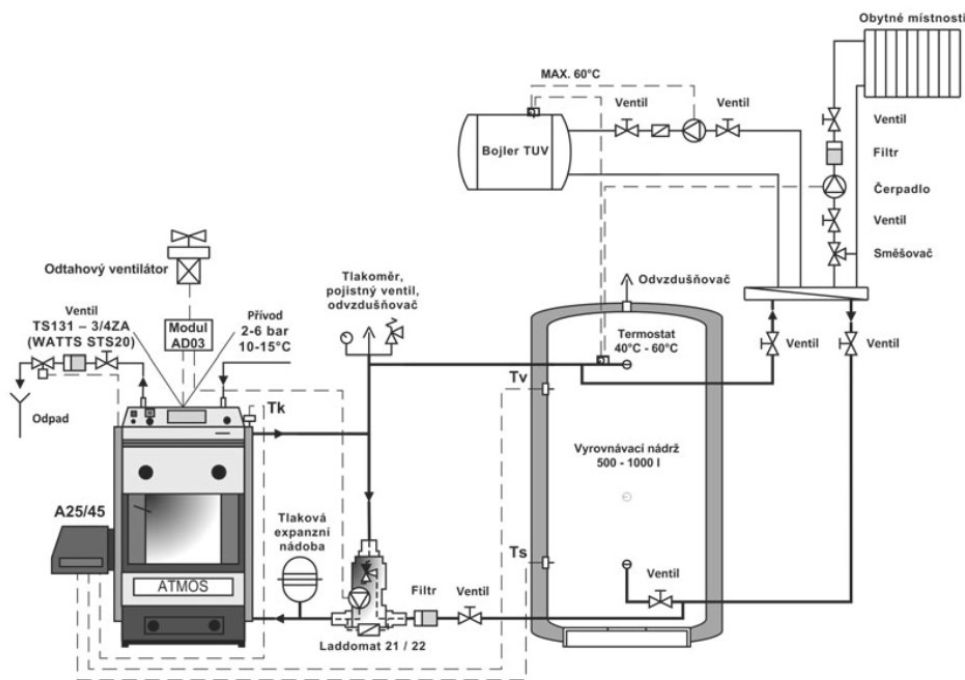 Obytné místnosti
MAX. 60°C
Ventil
Ventil
Ventil
Bojler TUV
Filtr
Čerpadlo
Ventil
Směšovač
Odtahový ventilátor
Tlakoměr,
pojistný ventil,
odvzdušňovač
Odvzdušňovač
Ventil
TS131 – 3/4ZA
(WATTS STS20)
Modul
AD03
Přívod
2-6 bar
10-15°C
Termostat
40°C - 60°C
Ventil
Ventil
Tv
Odpad
Tk
Vyrovnávací nádrž
500 - 1000 l
A25/45
Tlaková
expanzní
nádoba
Ts
Ventil
ATMOS
Filtr
Ventil
Laddomat 21 / 22